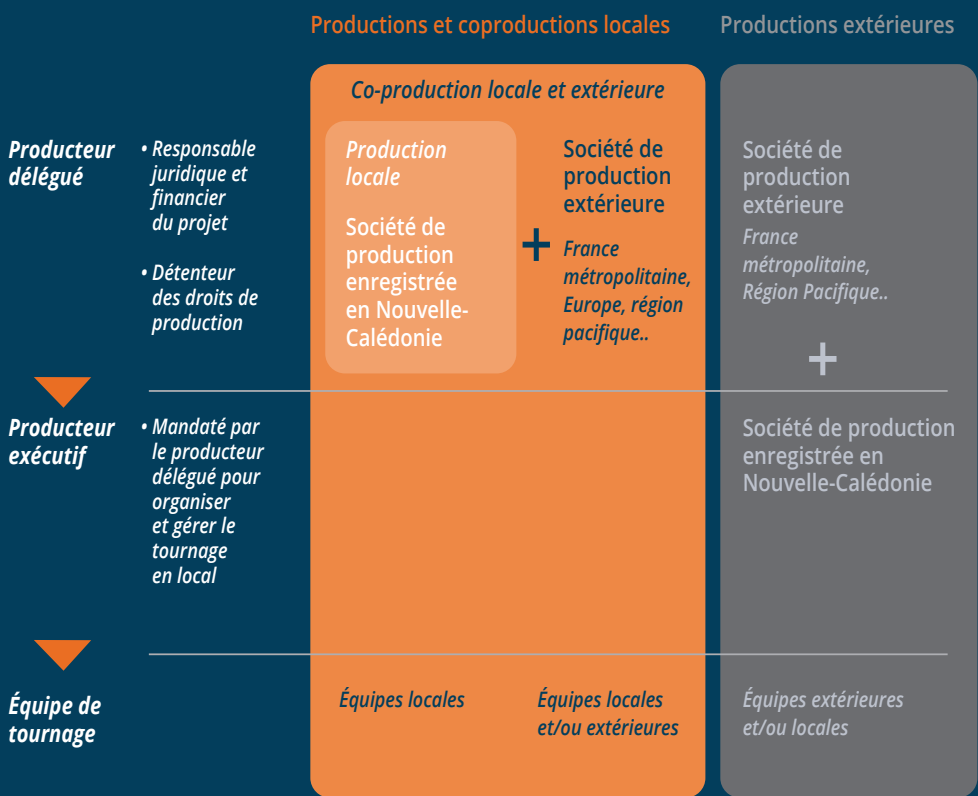 Productions et coproductions locales
Productions extérieures
Co-production locale et extérieure
Producteur
délégué
• Responsable
juridique et
financier
du projet
• Détenteur
des droits de
production
Production
locale
Société de
production
enregistrée
en Nouvelle-
Calédonie
+
Société de
production
extérieure
France
métropolitaine,
Europe, région
pacifique..
Société de
production
extérieure
France
métropolitaine,
Région Pacifique..
+
Producteur
exécutif
• Mandaté par
le producteur
délégué pour
organiser
et gérer le
tournage
en local
Société de production
enregistrée en
Nouvelle-Calédonie
Équipe de
tournage
Équipes locales
Équipes locales
et/ou extérieures
Équipes extérieures
et/ou locales